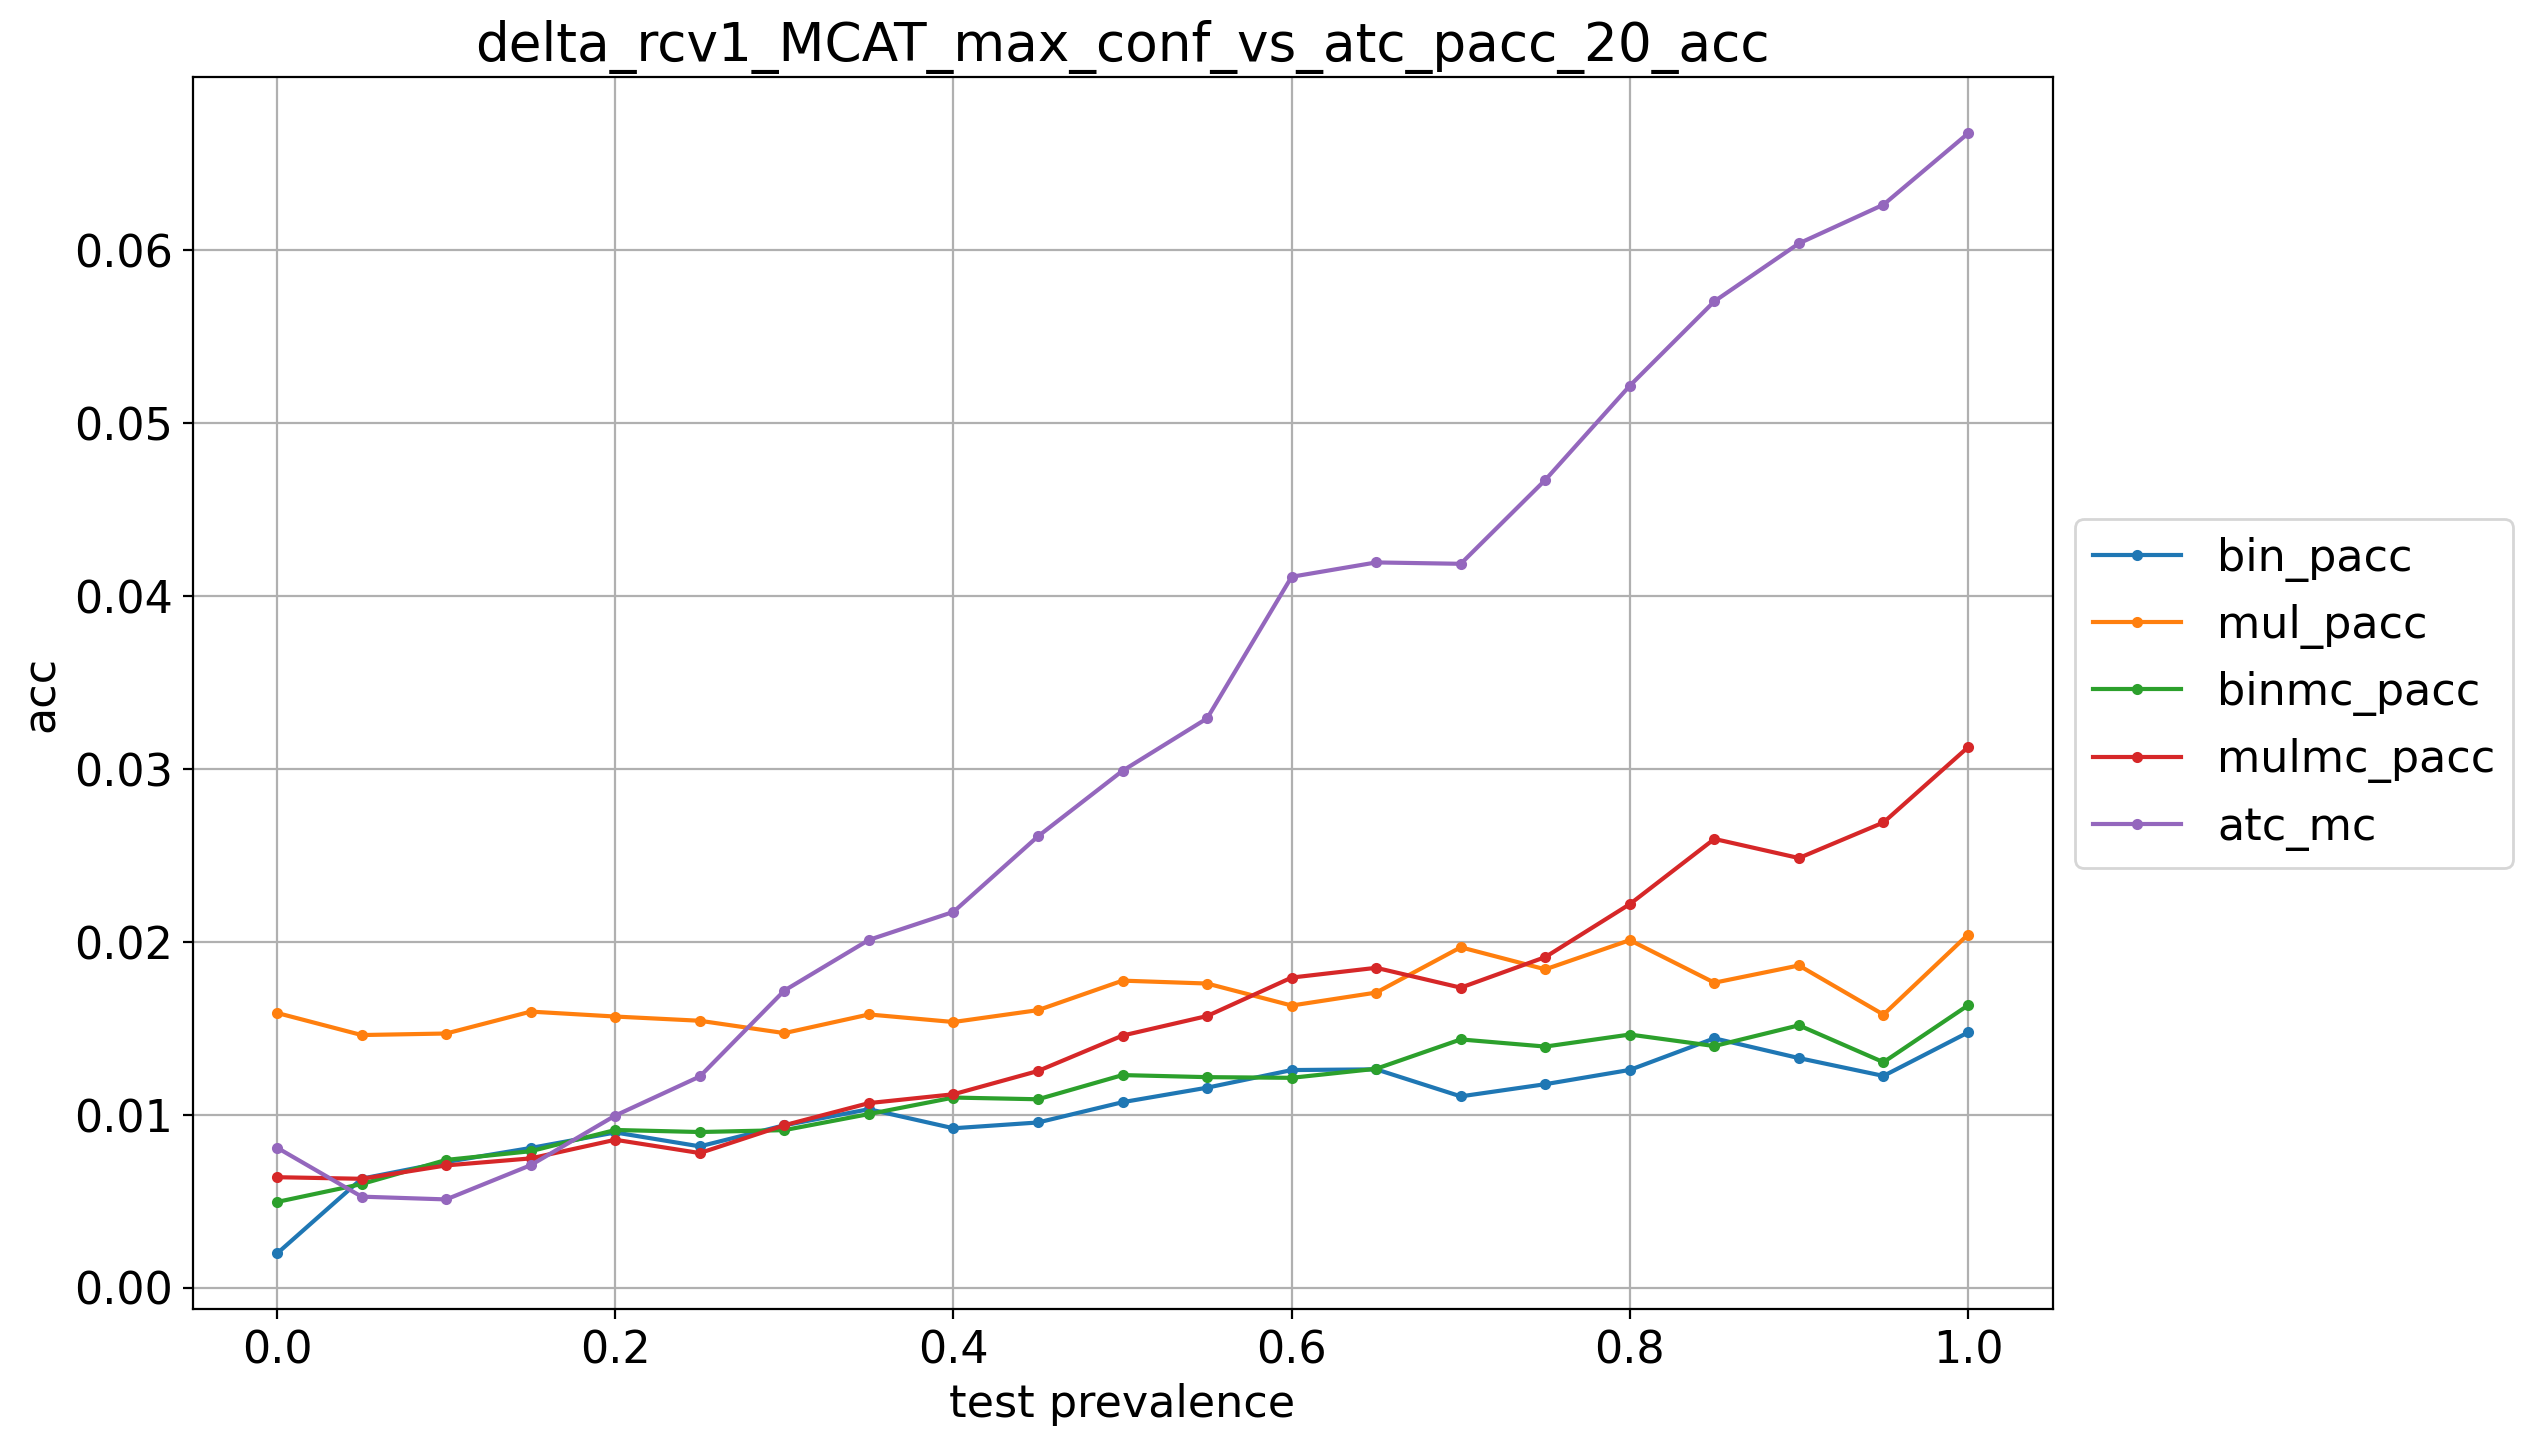 delta_rcv1_MCAT_max_conf_vs_atc_pacc_20_acc
0.06
0.05
0.04
0.03
0.02
0.01
0.00
acc
0.0 0.2 0.4 0.6 0.8 1.0
test prevalence
bin_pacc
mul_pacc
binmc_pacc
mulmc_pacc
atc_mc